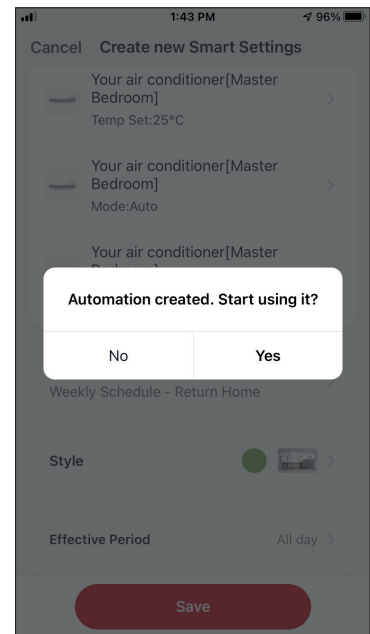 1:43 PM
96%
Cancel Create new Smart Settings
Your air conditioner[Master
Bedroom]
Temp Set:25°C
Your air conditioner[Master
Bedroom]
Mode:Auto
Your air conditioner[Master
Automation created. Start using it?
No Yes
Weekly Schedule - Return Home
Style
Effective Period All day
Save